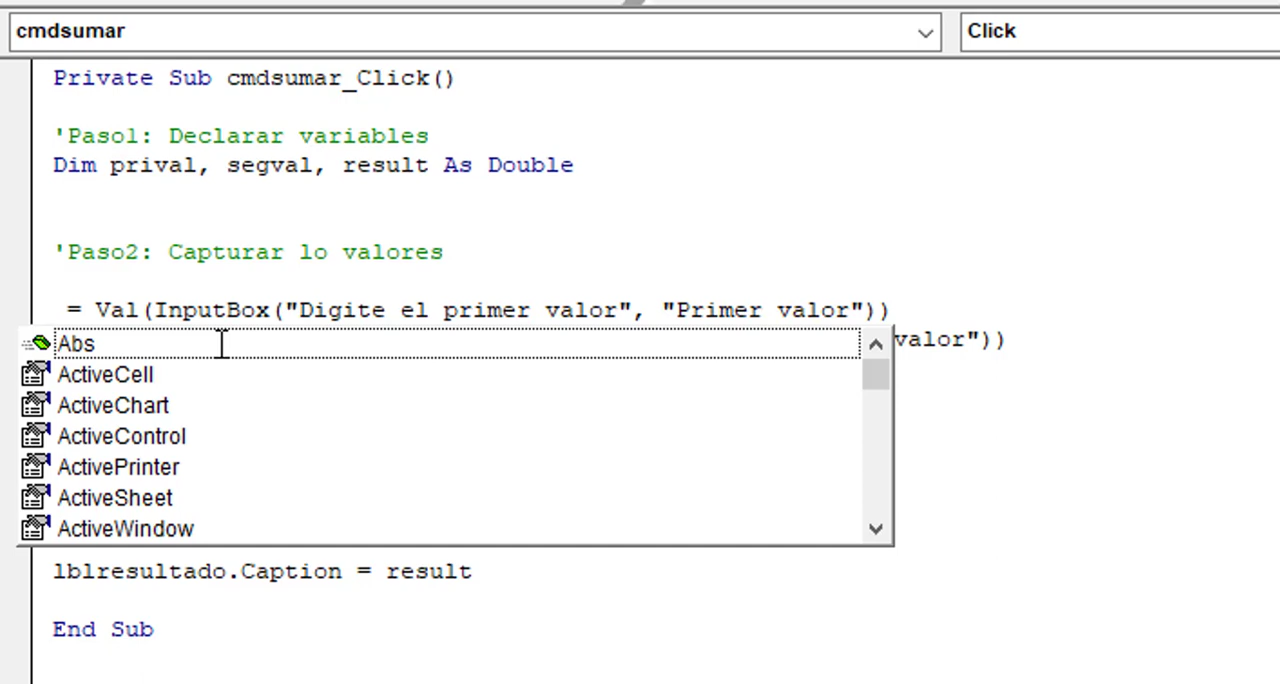 cmdsumar
Click
Private Sub cmdsumar_Click()
'Paso1: Declarar variables
Dim prival, segval, result As Double
'Paso2: Capturar lo valores
= Val(InputBox("Digite el primer valor", "Primer valor"))
valor"))
Abs
ActiveCell
ActiveChart
ActiveControl
ActivePrinter
ActiveSheet
ActiveWindow
lblresultado.Caption = result
End Sub